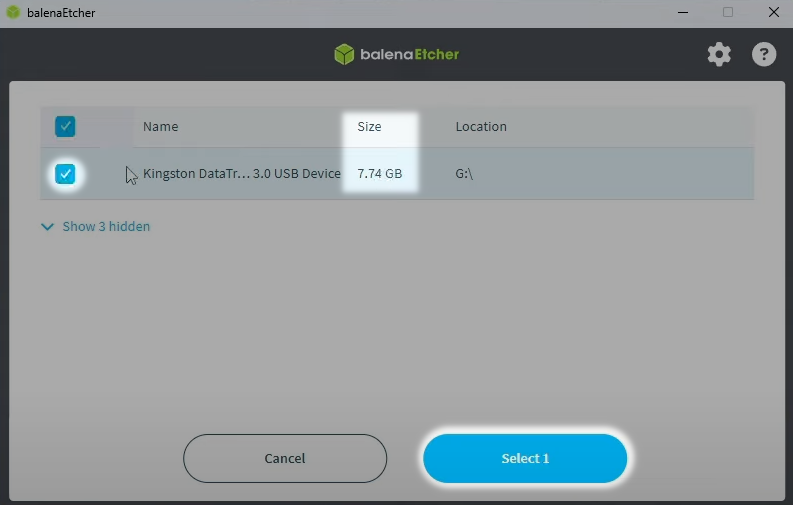 balenaEtcher
balenaEtcher
?
Name Size Location
Kingston DataTr... 3.0 USB Device 7.74 GB G:\
Show 3 hidden
Cancel Select 1